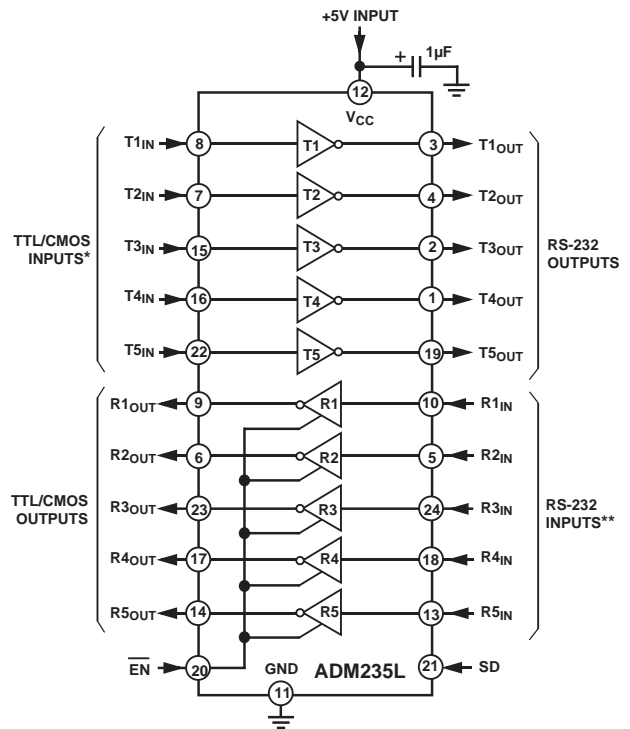 +5V INPUT
+ 1µF
12
VCC
T1IN 8 T1 3 T1OUT
T2IN 7 T2 4 T2OUT
T3IN 15 T3 2 T3OUT
TTL/CMOS INPUTS*
RS-232 OUTPUTS
T4IN 16 T4 1 T4OUT
T5IN 22 T5 19 T5OUT
R1OUT 9 R1 10 R1IN
R2OUT 6 R2 5 R2IN
R3OUT 23 R3 24 R3IN
TTL/CMOS OUTPUTS
RS-232 INPUTS**
R4OUT 17 R4 18 R4IN
R5OUT 14 R5 13 R5IN
EN 20 GND ADM235L 21 SD
11